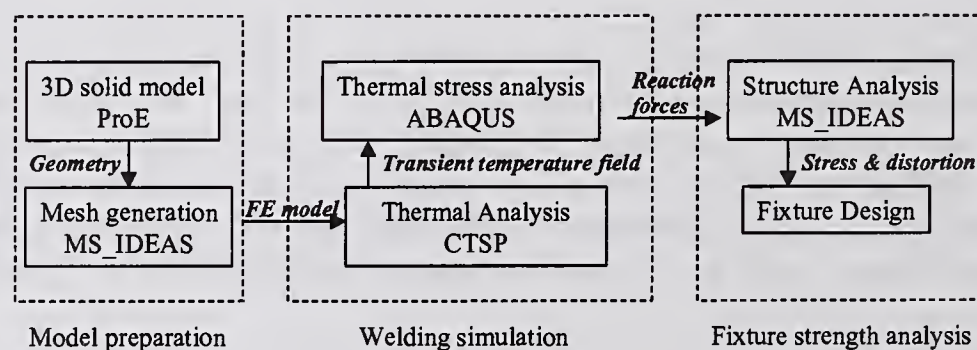 3D solid model
ProE
Geometry
Mesh generation
MS_IDEAS
Model preparation
FE model
Thermal stress analysis
ABAQUS
Transient temperature field
Thermal Analysis
CTSP
Welding simulation
Reaction
forces
Structure Analysis
MS_IDEAS
Stress & distortion
Fixture Design
Fixture strength analysis